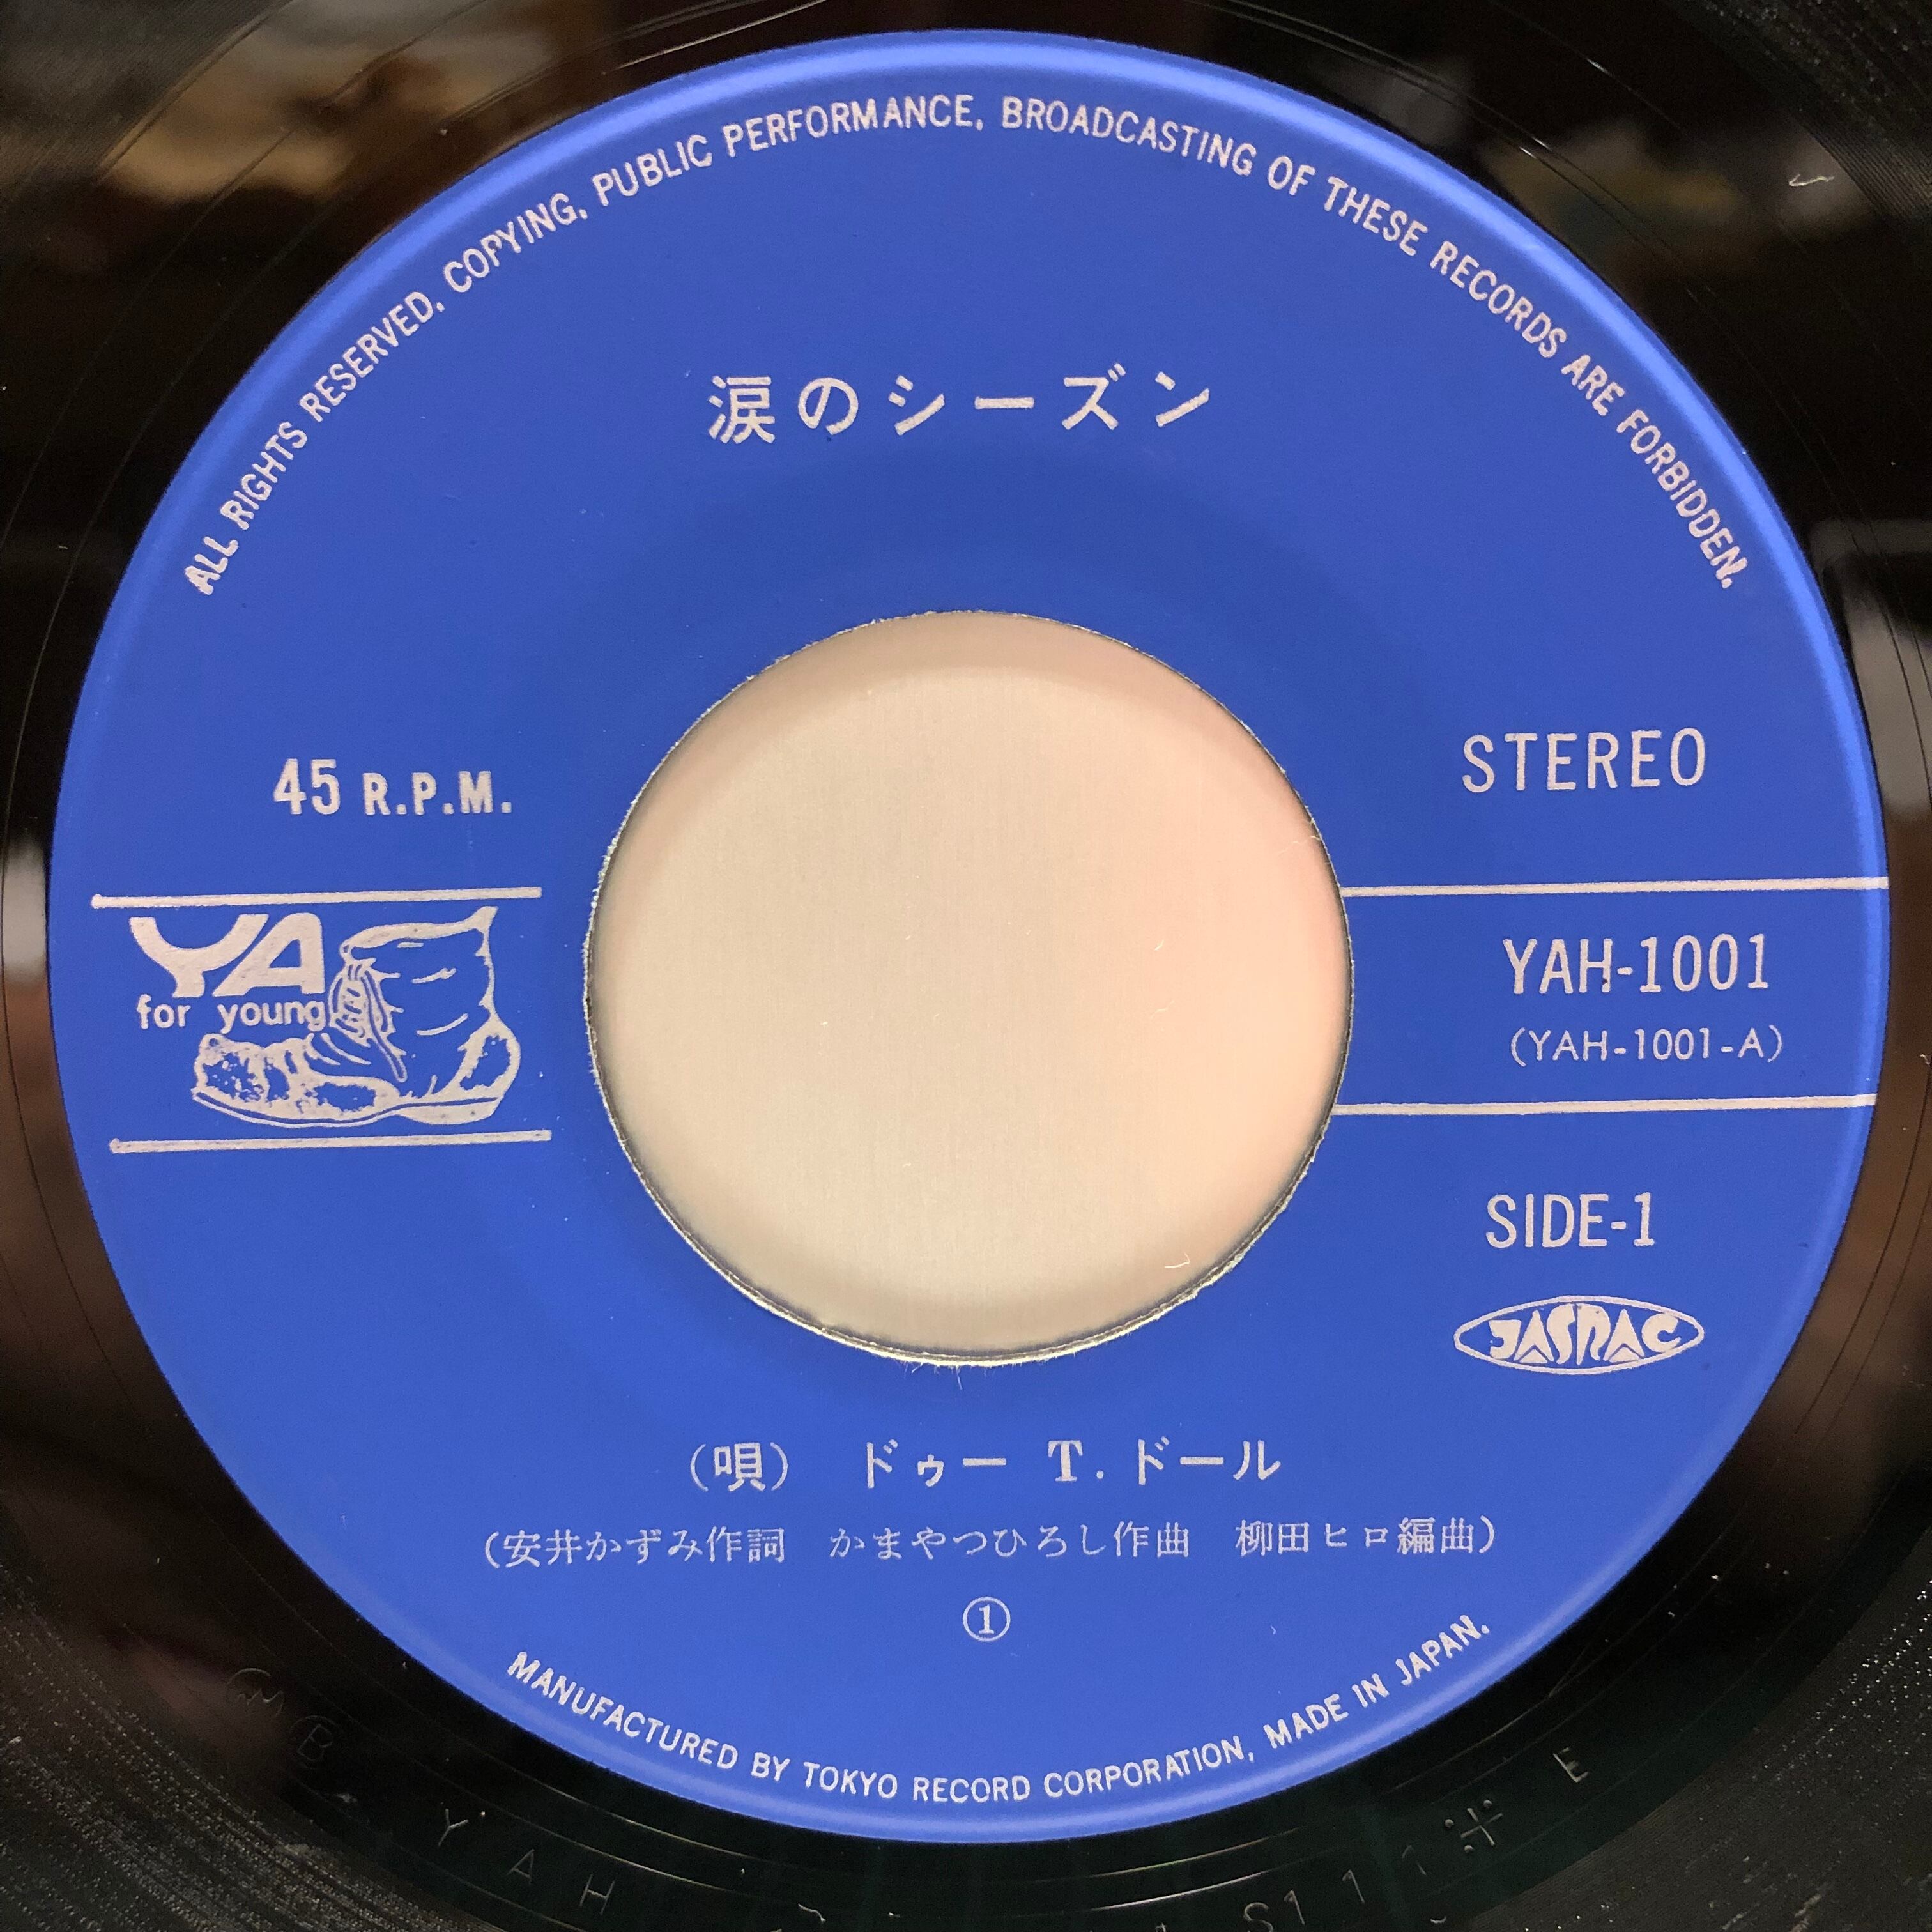 ALL RIGHTS RESERVED. COPYING, PUBLIC PERFORMANCE, BROADCASTING OF THESE RECORDS ARE FORBIDDEN.
涙のシーズン
45 R.P.M.
STEREO
YA
for young
YAH-1001
(YAH-1001-A)
SIDE-1
JASRAC
(唄) ドゥー T. ドール
(安井かずみ作詞 かまやつひろし作曲 柳田ヒロ編曲)
①
MANUFACTURED BY TOKYO RECORD CORPORATION, MADE IN JAPAN.
YAH